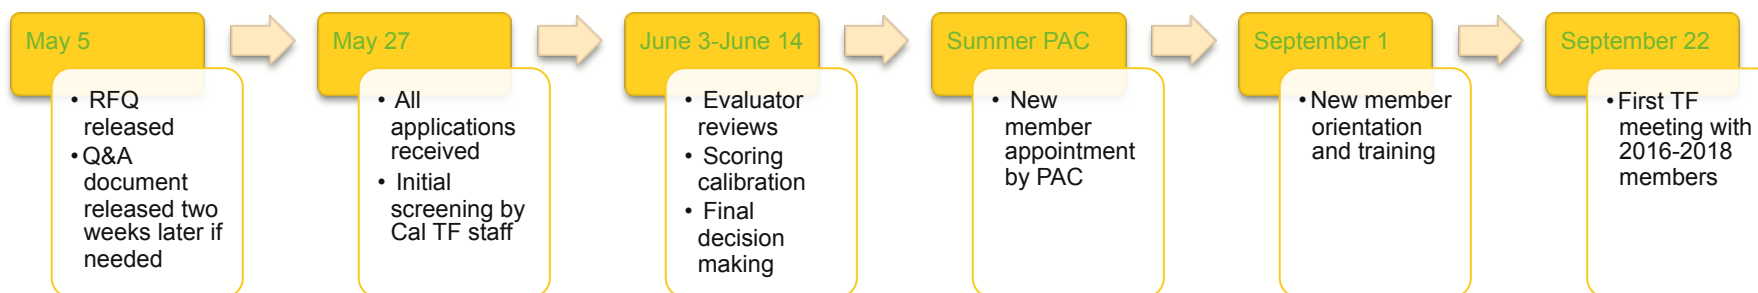 May 5
• RFQ
released
•Q&A
document
released two
weeks later if
needed
May 27
• All
applications
received
• Initial
screening by
Cal TF staff
June 3-June 14
• Evaluator
reviews
• Scoring
calibration
• Final
decision
making
Summer PAC
• New
member
appointment
by PAC
September 1
•New member
orientation
and training
September 22
•First TF
meeting with
2016-2018
members